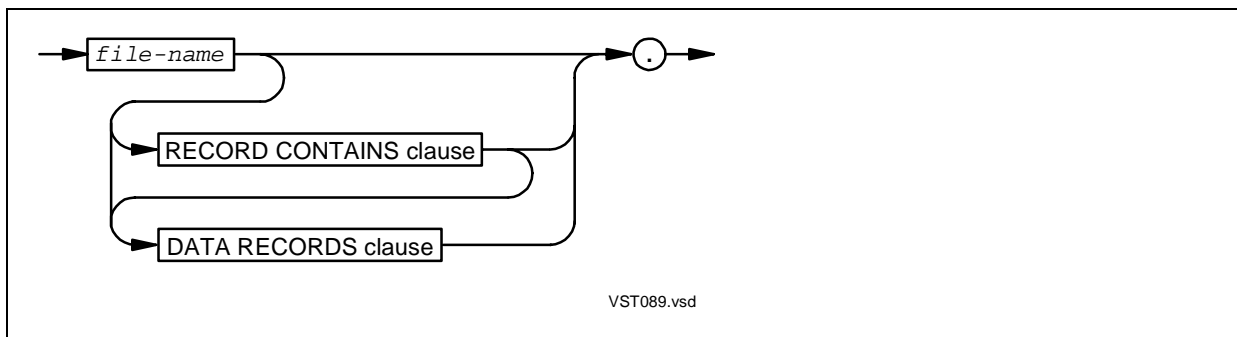 file-name
.
RECORD CONTAINS clause
DATA RECORDS clause
VST089.vsd